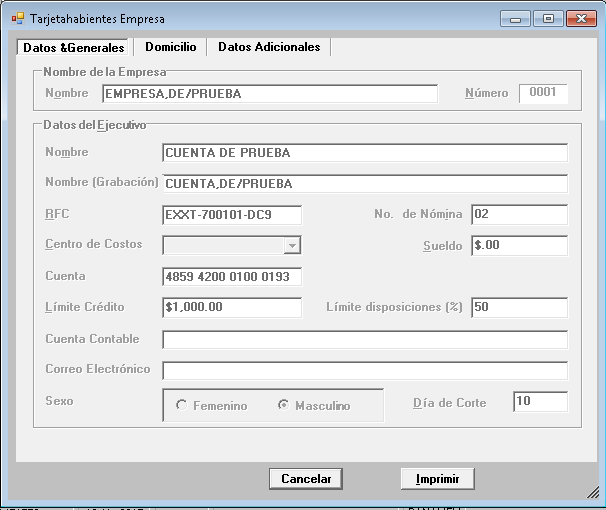 Tarjetahabientes Empresa
Datos &Generales Domicilio Datos Adicionales
Nombre de la Empresa
Nombre EMPRESA,DE/PRUEBA Número 0001
Datos del Ejecutivo
Nombre CUENTA DE PRUEBA
Nombre (Grabación) CUENTA,DE/PRUEBA
RFC EXXT-700101-DC9 No. de Nómina 02
Centro de Costos Sueldo $.00
Cuenta 4859 4200 0100 0193
Límite Crédito $1,000.00 Límite disposiciones (%) 50
Cuenta Contable
Correo Electrónico
Sexo Femenino Masculino Día de Corte 10
Cancelar Imprimir